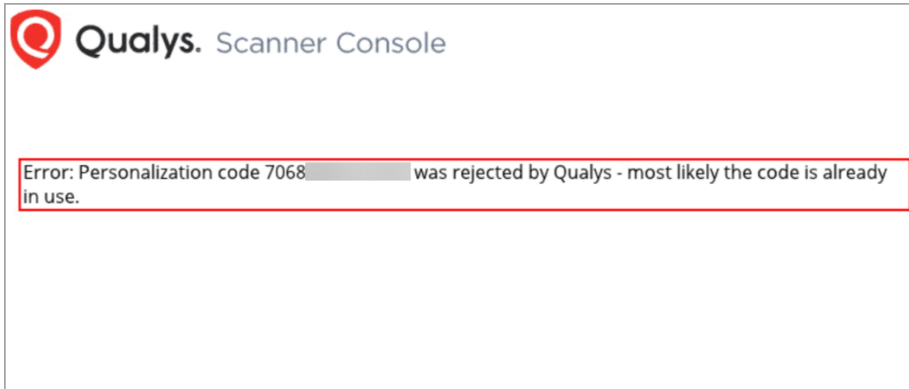 Qualys. Scanner Console
Error: Personalization code 7068 was rejected by Qualys - most likely the code is already
in use.